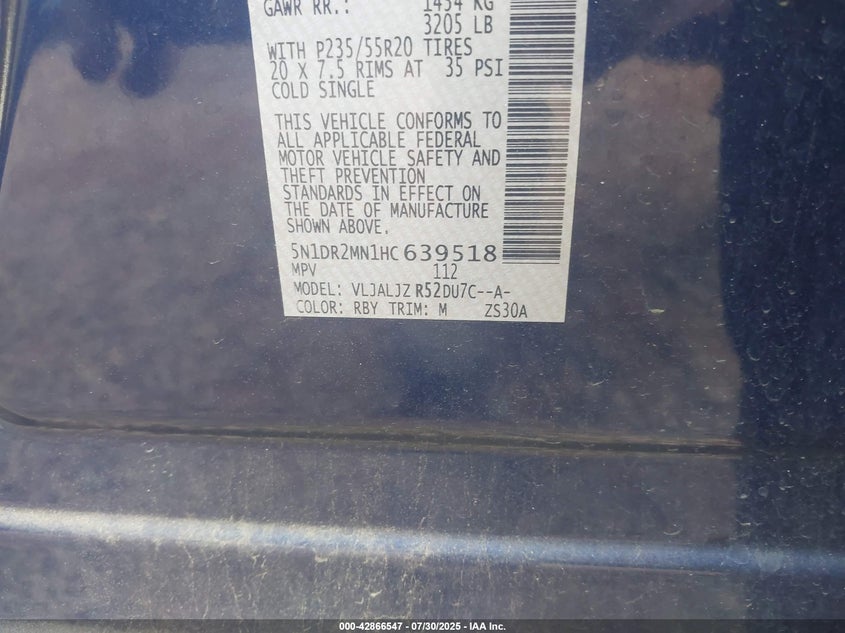 GAWR RR.: 1454 KG
3205 LB
WITH P235/55R20 TIRES
20 X 7.5 RIMS AT 35 PSI
COLD SINGLE
THIS VEHICLE CONFORMS TO
ALL APPLICABLE FEDERAL
MOTOR VEHICLE SAFETY AND
THEFT PREVENTION
STANDARDS IN EFFECT ON
THE DATE OF MANUFACTURE
SHOWN ABOVE.
5N1DR2MN1HC 639518
MPV 112
MODEL: VLJALJZ R52DU7C--A-
COLOR: RBY TRIM: M ZS30A
000-42866547 - 07/30/2025 - IAA Inc.